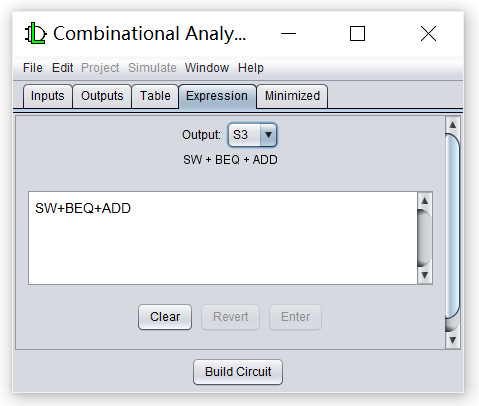 Combinational Analy...
File Edit Project Simulate Window Help
Inputs Outputs Table Expression Minimized
Output: S3
SW + BEQ + ADD
SW+BEQ+ADD
Clear Revert Enter
Build Circuit